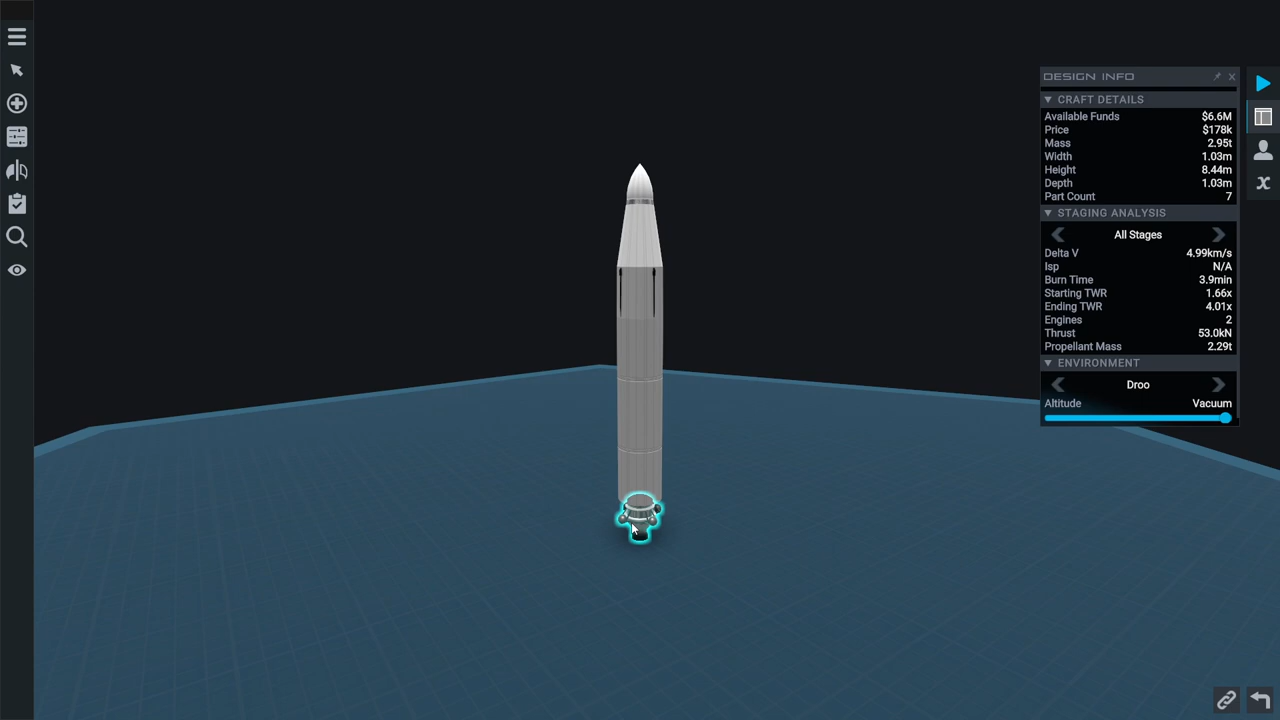 DESIGN INFO
CRAFT DETAILS
Available Funds $6.6M
Price $178k
Mass 2.95t
Width 1.03m
Height 8.44m
Depth 1.03m
Part Count 7
STAGING ANALYSIS
All Stages
Delta V 4.99km/s
Isp N/A
Burn Time 3.9min
Starting TWR 1.66x
Ending TWR 4.01x
Engines 2
Thrust 53.0kN
Propellant Mass 2.29t
ENVIRONMENT
Droo
Altitude Vacuum